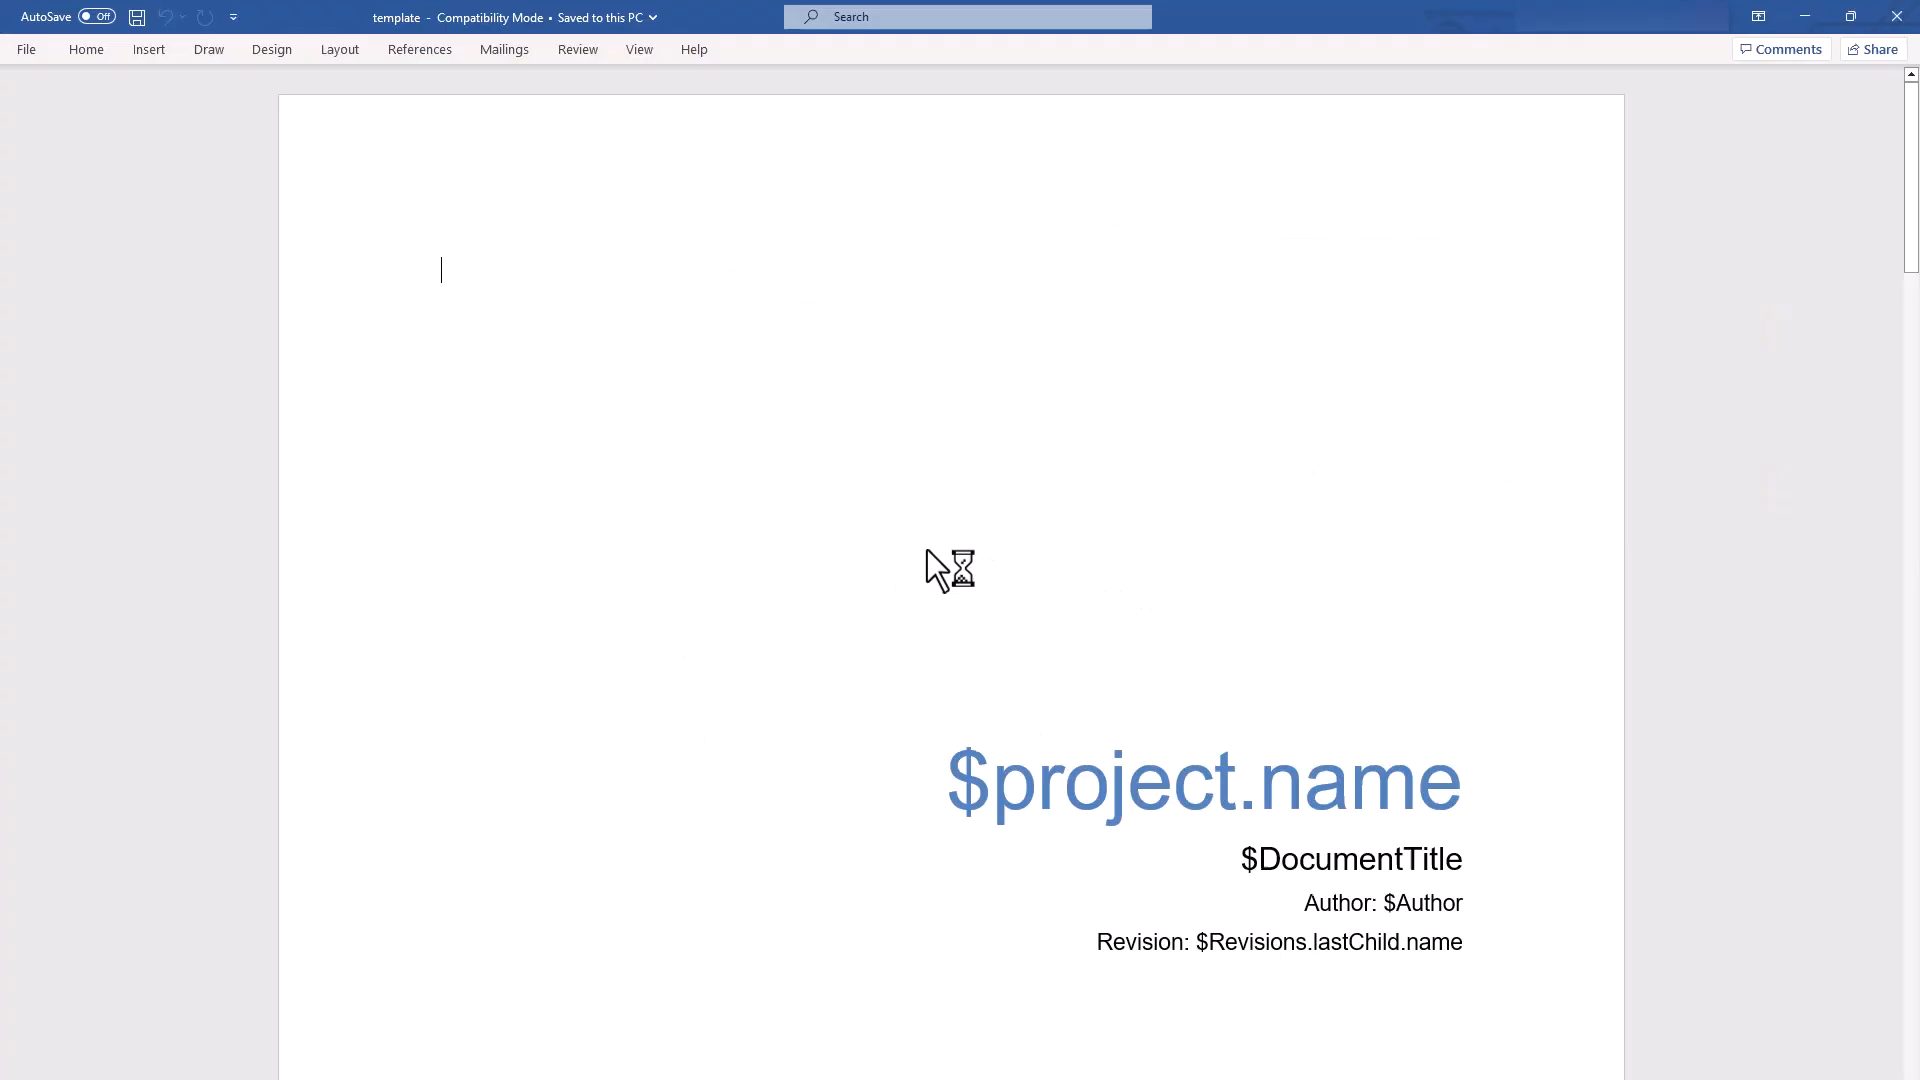 AutoSave Off template - Compatibility Mode • Saved to this PC Search
File Home Insert Draw Design Layout References Mailings Review View Help Comments Share
$project.name
$DocumentTitle
Author: $Author
Revision: $Revisions.lastChild.name